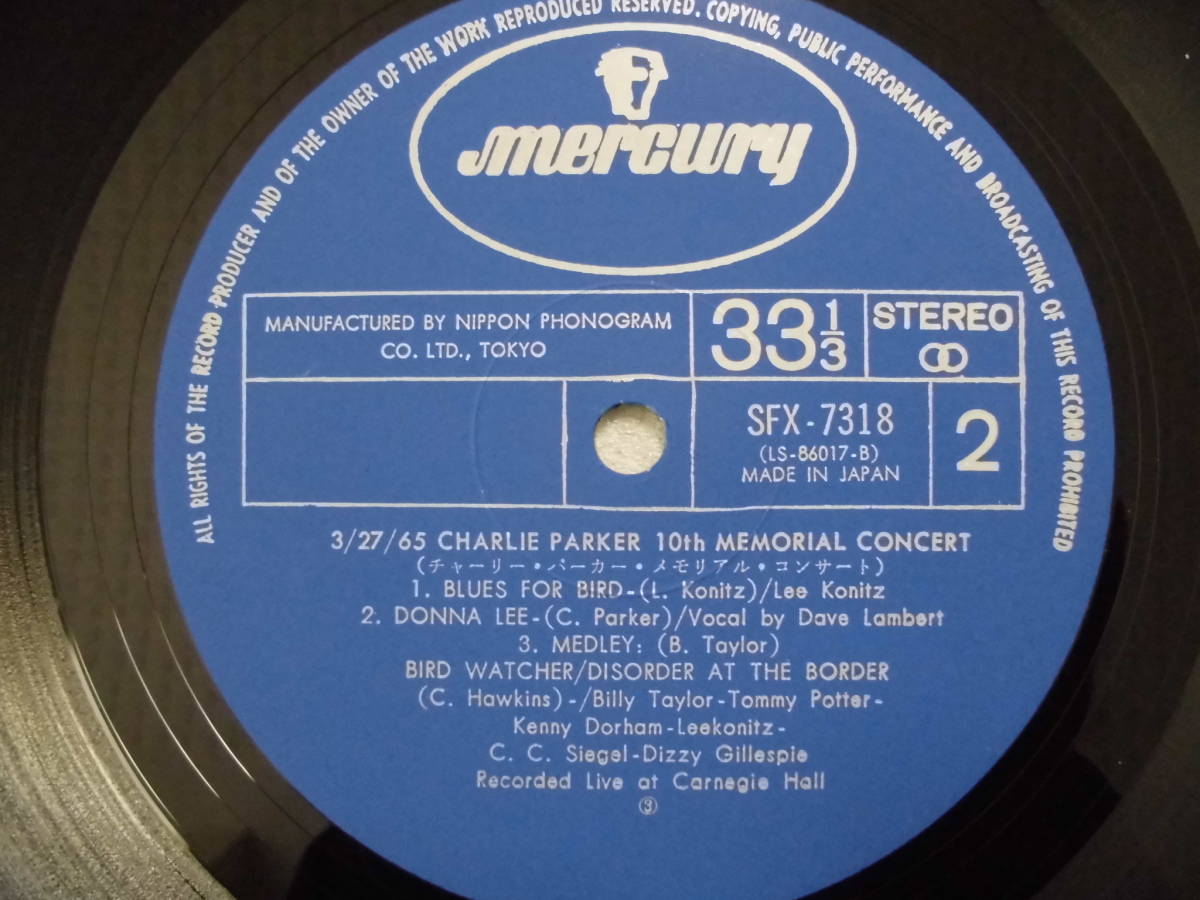 ALL RIGHTS OF THE RECORD PRODUCER AND OF THE OWNER OF THE WORK REPRODUCED RESERVED. COPYING, PUBLIC PERFORMANCE AND BROADCASTING OF THIS RECORD PROHIBITED
mercury
MANUFACTURED BY NIPPON PHONOGRAM
CO. LTD., TOKYO
33 1/3
STEREO
SFX-7318
(LS-86017-B)
MADE IN JAPAN
2
3/27/65 CHARLIE PARKER 10th MEMORIAL CONCERT
(チャーリー・パーカー・メモリアル・コンサート)
1. BLUES FOR BIRD-(L. Konitz)/Lee Konitz
2. DONNA LEE-(C. Parker)/Vocal by Dave Lambert
3. MEDLEY: (B. Taylor)
BIRD WATCHER/DISORDER AT THE BORDER
(C. Hawkins)-/Billy Taylor-Tommy Potter-
Kenny Dorham-Leekonitz-
C. C. Siegel-Dizzy Gillespie
Recorded Live at Carnegie Hall
③